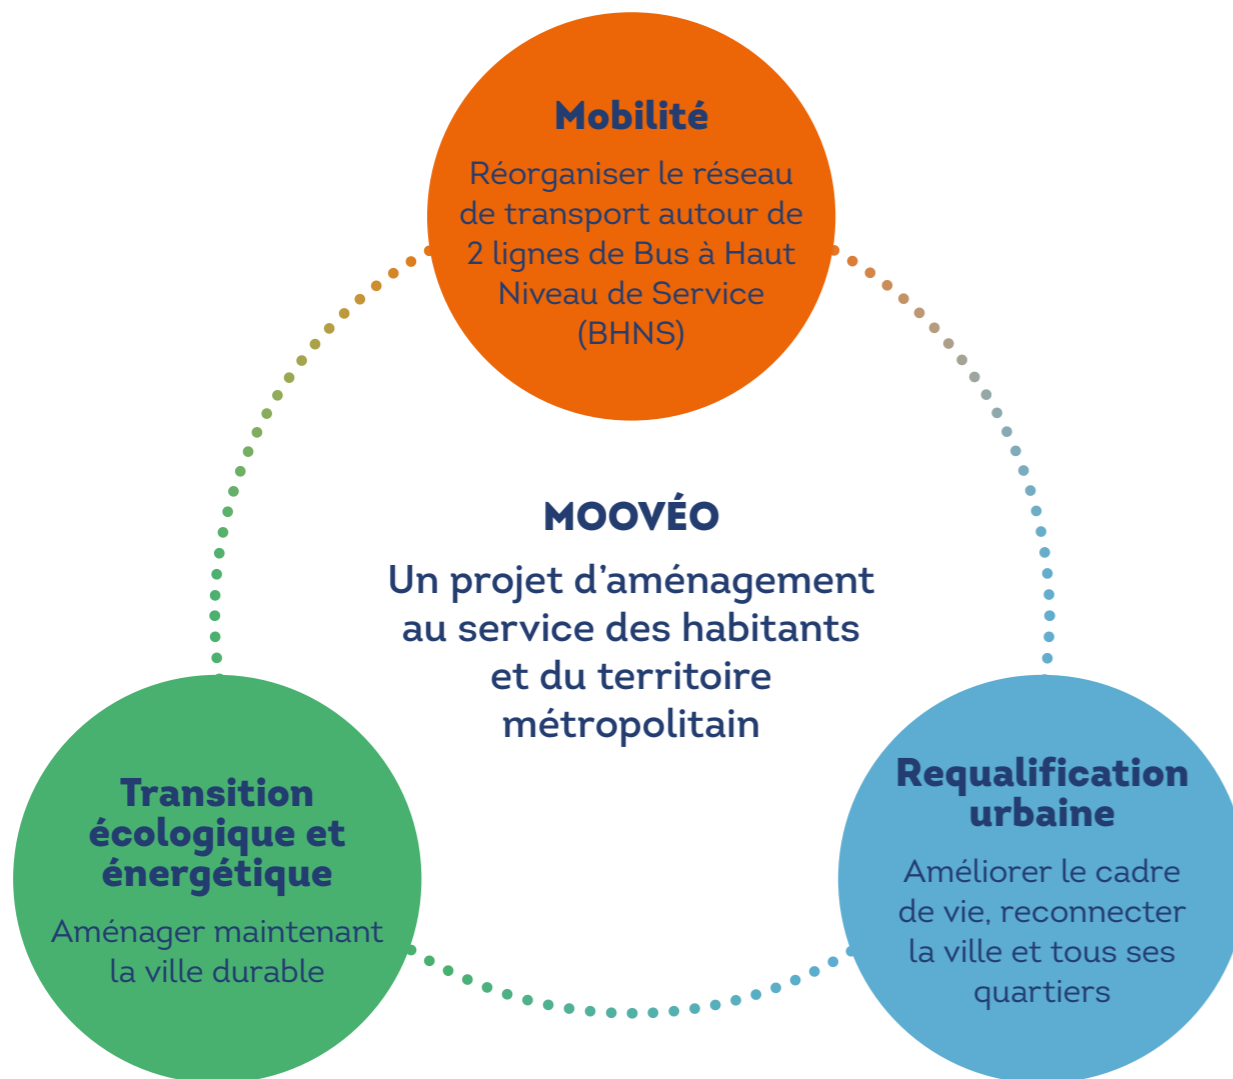 Mobilité
Réorganiser le réseau
de transport autour de
2 lignes de Bus à Haut
Niveau de Service
(BHNS)
MOOVÉO
Un projet d’aménagement
au service des habitants
et du territoire
métropolitain
Transition
écologique et
énergétique
Aménager maintenant
la ville durable
Requalification
urbaine
Améliorer le cadre
de vie, reconnecter
la ville et tous ses
quartiers